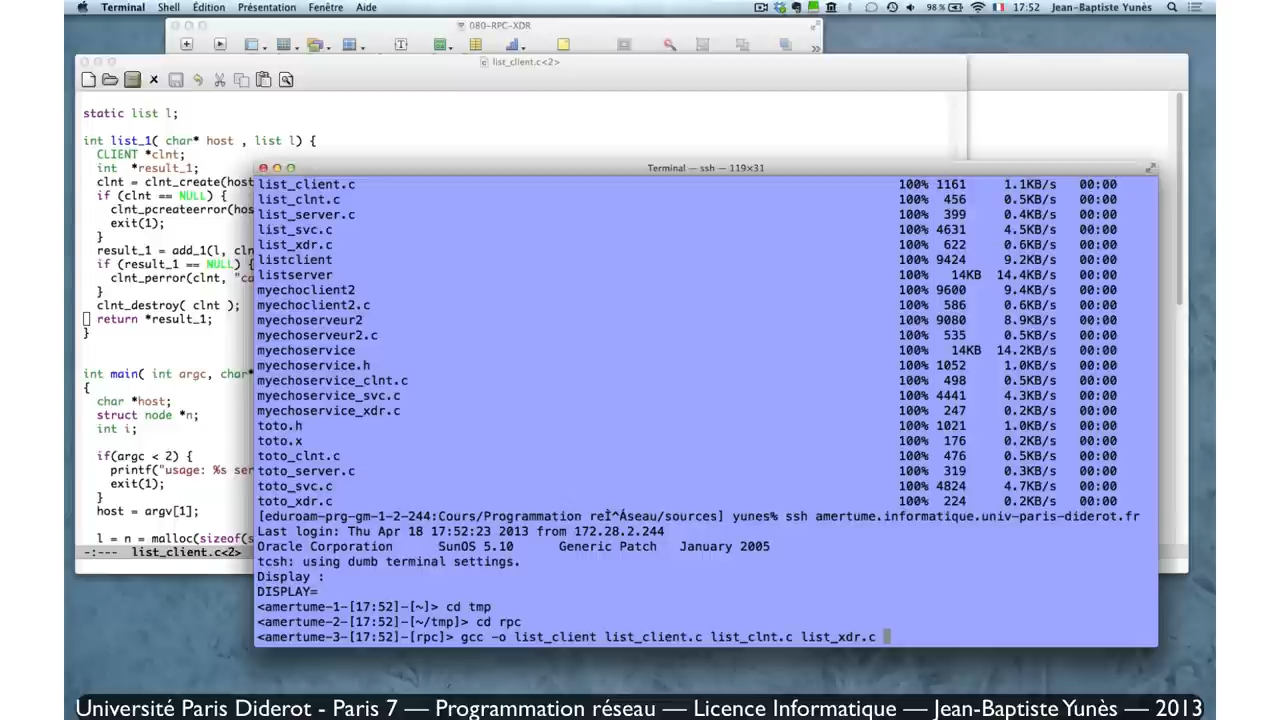 Terminal Shell Édition Présentation Fenêtre Aide 98 % 17:52 Jean-Baptiste Yunès
080-RPC-XDR
list_client.c<2>
static list l;
int list_1( char* host , list l) {
CLIENT *clnt;
int *result_1;
clnt = clnt_create(host
if (clnt == NULL) {
clnt_pcreateerror(hos
exit(1);
}
result_1 = add_1(l, cln
if (result_1 == NULL) {
clnt_perror(clnt, "ca
}
clnt_destroy( clnt );
return *result_1;
}
int main( int argc, char*
{
char *host;
struct node *n;
int i;
if(argc < 2) {
printf("usage: %s ser
exit(1);
}
host = argv[1];
l = n = malloc(sizeof(s
-:--- list_client.c<2>
Terminal — ssh — 119×31
list_client.c 100% 1161 1.1KB/s 00:00
list_clnt.c 100% 456 0.5KB/s 00:00
list_server.c 100% 399 0.4KB/s 00:00
list_svc.c 100% 4631 4.5KB/s 00:00
list_xdr.c 100% 622 0.6KB/s 00:00
listclient 100% 9424 9.2KB/s 00:00
listserver 100% 14KB 14.4KB/s 00:00
myechoclient2 100% 9600 9.4KB/s 00:00
myechoclient2.c 100% 586 0.6KB/s 00:00
myechoserveur2 100% 9080 8.9KB/s 00:00
myechoserveur2.c 100% 535 0.5KB/s 00:00
myechoservice 100% 14KB 14.2KB/s 00:00
myechoservice.h 100% 1052 1.0KB/s 00:00
myechoservice_clnt.c 100% 498 0.5KB/s 00:00
myechoservice_svc.c 100% 4441 4.3KB/s 00:00
myechoservice_xdr.c 100% 247 0.2KB/s 00:00
toto.h 100% 1021 1.0KB/s 00:00
toto.x 100% 176 0.2KB/s 00:00
toto_clnt.c 100% 476 0.5KB/s 00:00
toto_server.c 100% 319 0.3KB/s 00:00
toto_svc.c 100% 4824 4.7KB/s 00:00
toto_xdr.c 100% 224 0.2KB/s 00:00
[eduroam-prg-gm-1-2-244:Cours/Programmation reÌ^Áseau/sources] yunes% ssh amertume.informatique.univ-paris-diderot.fr
Last login: Thu Apr 18 17:52:23 2013 from 172.28.2.244
Oracle Corporation SunOS 5.10 Generic Patch January 2005
tcsh: using dumb terminal settings.
Display :
DISPLAY=
<amertume-1-[17:52]-[~]> cd tmp
<amertume-2-[17:52]-[~/tmp]> cd rpc
<amertume-3-[17:52]-[rpc]> gcc -o list_client list_client.c list_clnt.c list_xdr.c
Université Paris Diderot - Paris 7 — Programmation réseau — Licence Informatique — Jean-Baptiste Yunès — 2013